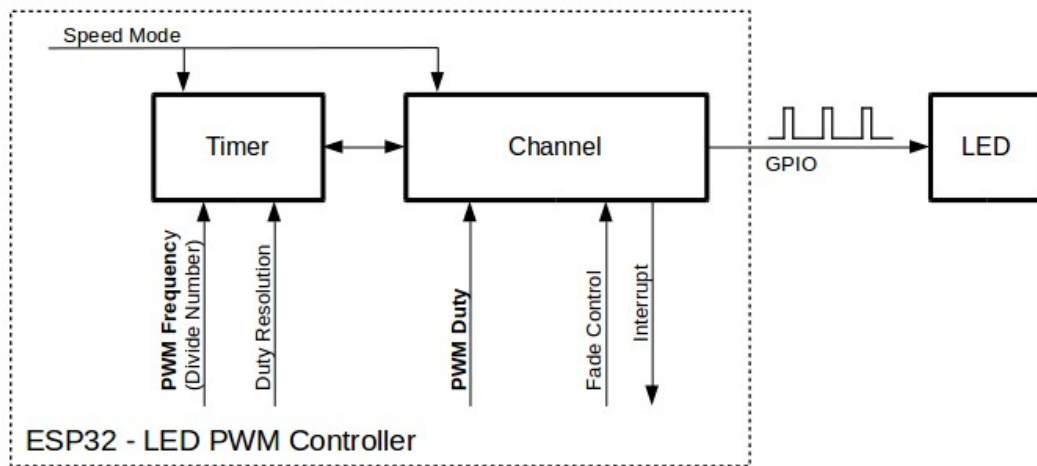 Speed Mode
Timer
Channel
GPIO
LED
PWM Frequency
(Divide Number)
Duty Resolution
PWM Duty
Fade Control
Interrupt
ESP32 - LED PWM Controller